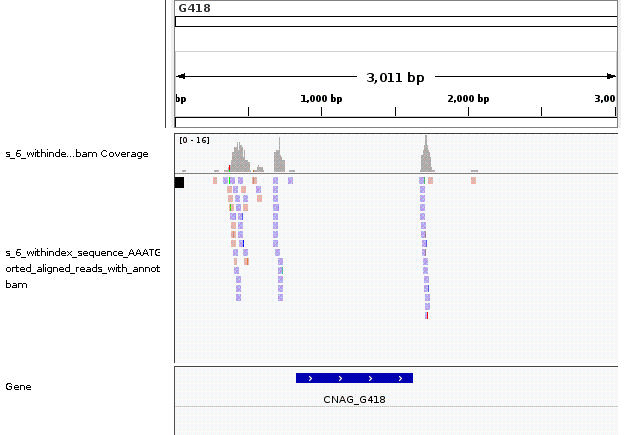 G418
3,011 bp
bp 1,000 bp 2,000 bp 3,00
[0 - 16]
s_6_withinde...bam Coverage
s_6_withindex_sequence_AAATG
orted_aligned_reads_with_annot
bam
Gene
CNAG_G418